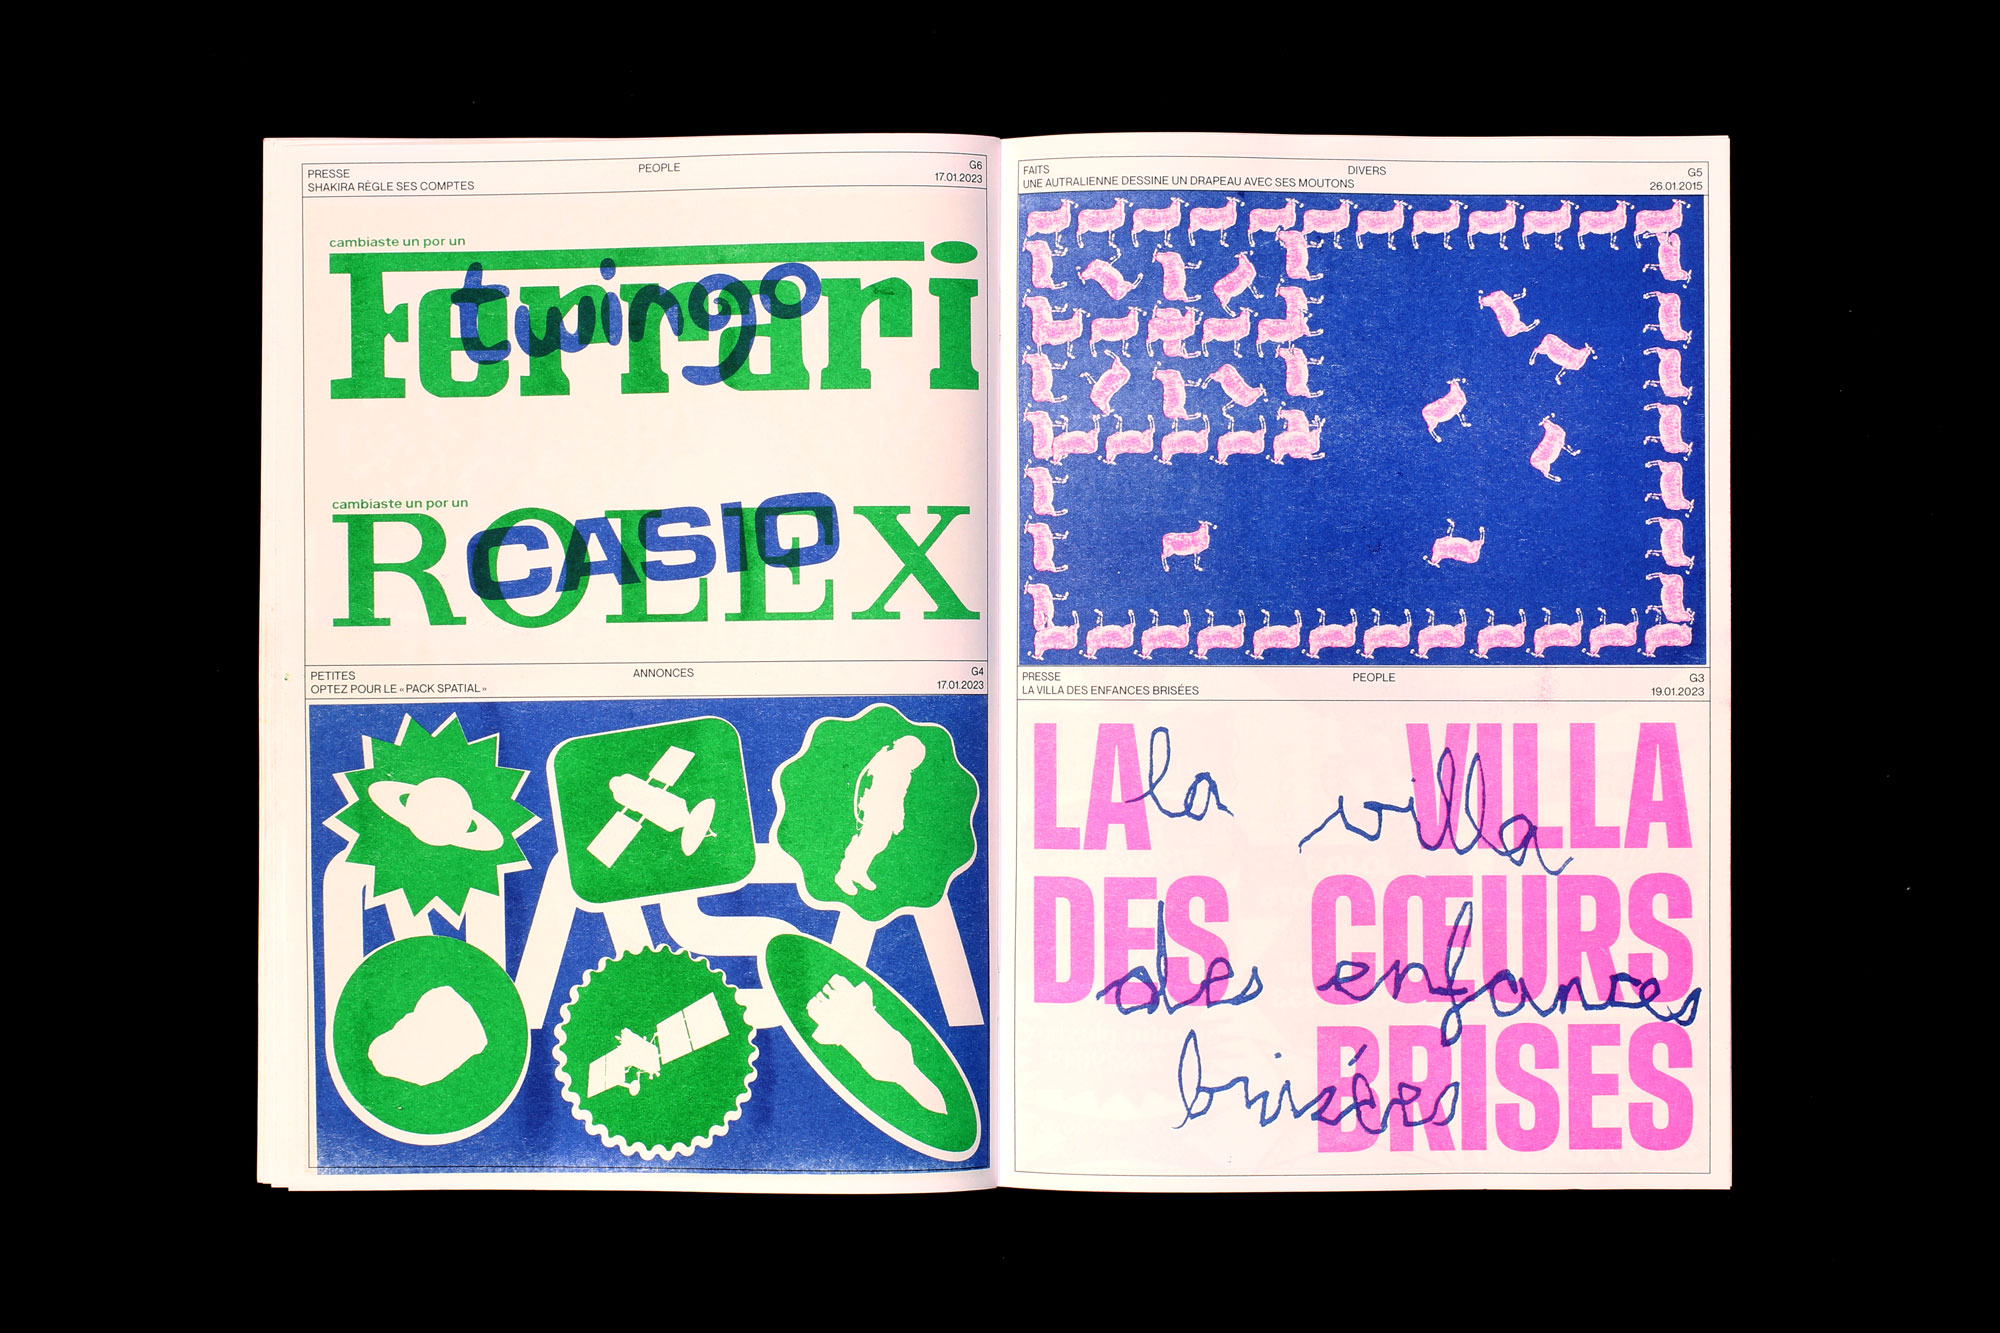 PRESSE PEOPLE G6
SHAKIRA RÈGLE SES COMPTES 17.01.2023
cambiaste un por un
Ferrari
twingo
cambiaste un por un
ROLEX
CASIO
PETITES ANNONCES G4
OPTEZ POUR LE «PACK SPATIAL» 17.01.2023
NASA
FAITS DIVERS G5
UNE AUTRALIENNE DESSINE UN DRAPEAU AVEC SES MOUTONS 26.01.2015
PRESSE PEOPLE G3
LA VILLA DES ENFANCES BRISÉES 19.01.2023
LA VILLA
la villa
DES CŒURS
des enfances
BRISES
brisées